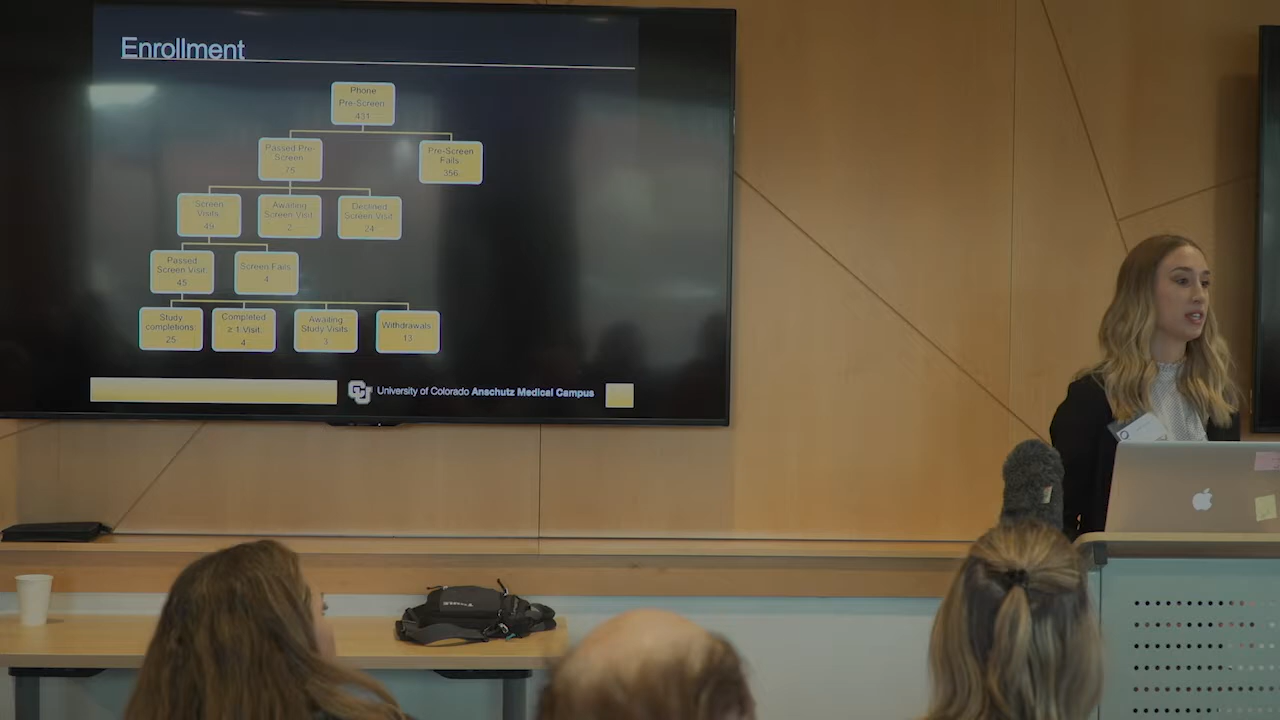 Enrollment
Phone
Pre-Screen
431
Passed Pre-
Screen
75
Pre-Screen
Fails
356
Screen
Visits
49
Awaiting
Screen Visit
2
Declined
Screen Visit
24
Passed
Screen Visit
45
Screen Fails
4
Study
completions
25
Completed
≥ 1 Visit
4
Awaiting
Study Visits
3
Withdrawals
13
CU
University of Colorado Anschutz Medical Campus
THULE